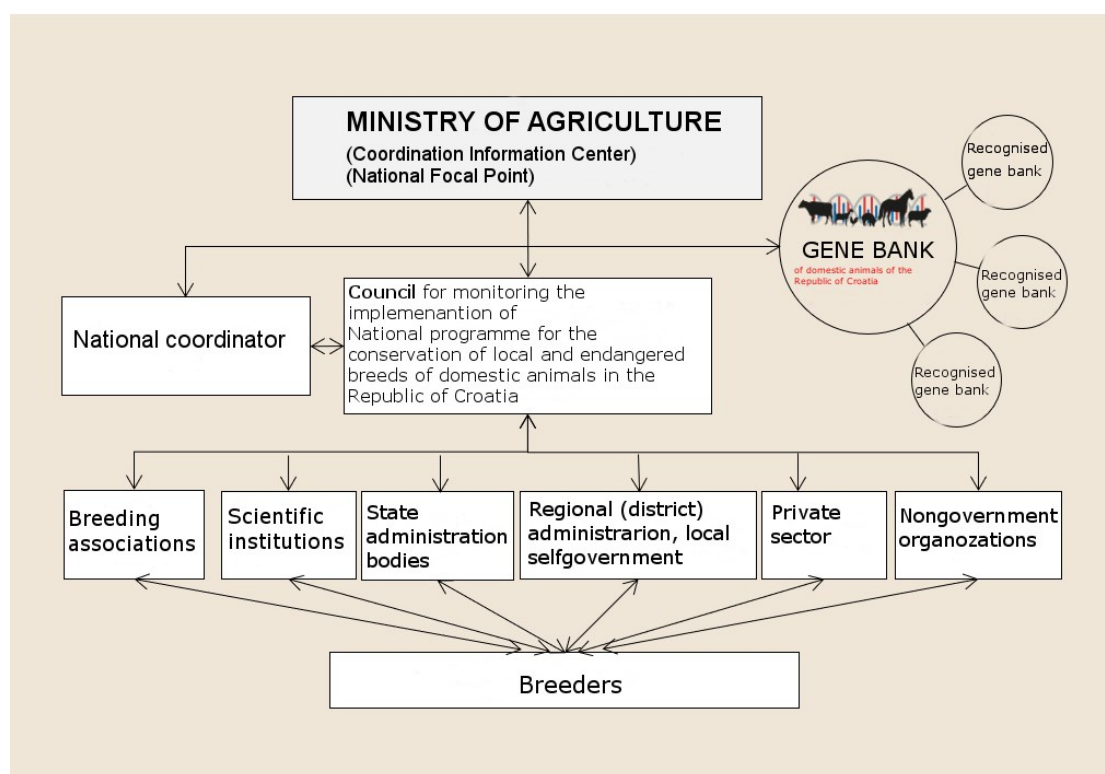 MINISTRY OF AGRICULTURE
(Coordination Information Center)
(National Focal Point)
Recognised
gene bank
GENE BANK
of domestic animals of the
Republic of Croatia
Recognised
gene bank
Recognised
gene bank
National coordinator
Council for monitoring the
implemenantion of
National programme for the
conservation of local and endangered
breeds of domestic animals in the
Republic of Croatia
Breeding
associations
Scientific
institutions
State
administration
bodies
Regional (district)
administrarion, local
selfgovernment
Private
sector
Nongovernment
organozations
Breeders